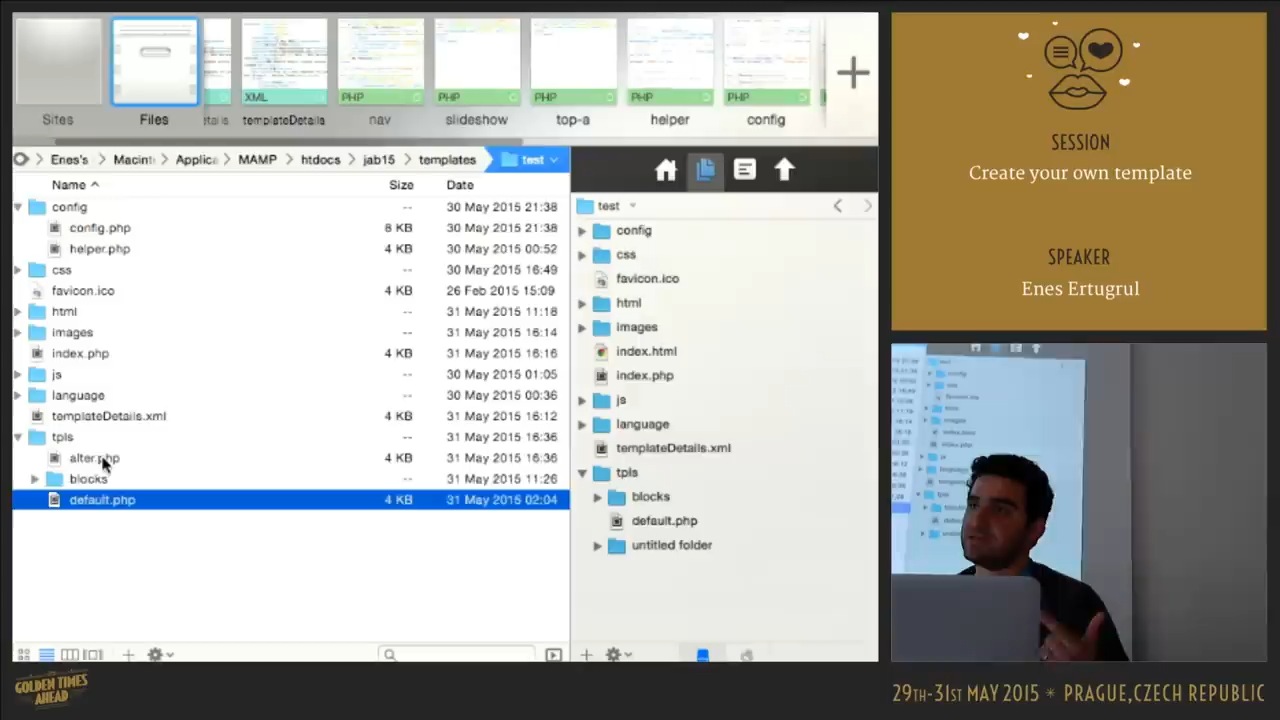 XML
PHP
PHP
PHP
PHP
PHP
Sites
Files
templateDetails
nav
slideshow
top-a
helper
config
Enes's
Macint
Applica
MAMP
htdocs
jab15
templates
test
Name
Size
Date
config
--
30 May 2015 21:38
config.php
8 KB
30 May 2015 21:38
helper.php
4 KB
30 May 2015 00:52
css
--
30 May 2015 16:49
favicon.ico
4 KB
26 Feb 2015 15:09
html
--
31 May 2015 11:18
images
--
31 May 2015 16:14
index.php
4 KB
31 May 2015 16:16
js
--
30 May 2015 01:05
language
--
30 May 2015 00:36
templateDetails.xml
4 KB
31 May 2015 16:12
tpls
--
31 May 2015 16:36
alter.php
4 KB
31 May 2015 16:36
blocks
--
31 May 2015 11:26
default.php
4 KB
31 May 2015 02:04
test
config
css
favicon.ico
html
images
index.html
index.php
js
language
templateDetails.xml
tpls
blocks
default.php
untitled folder
SESSION
Create your own template
SPEAKER
Enes Ertugrul
GOLDEN TIMES
AHEAD
29TH-31ST MAY 2015 * PRAGUE,CZECH REPUBLIC